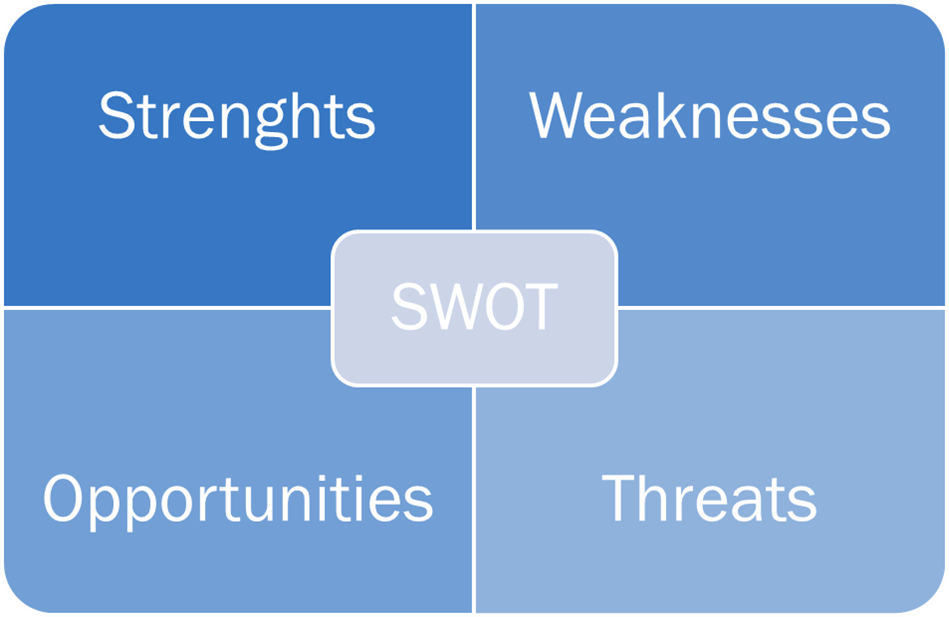 Strenghts
Weaknesses
SWOT
Opportunities
Threats